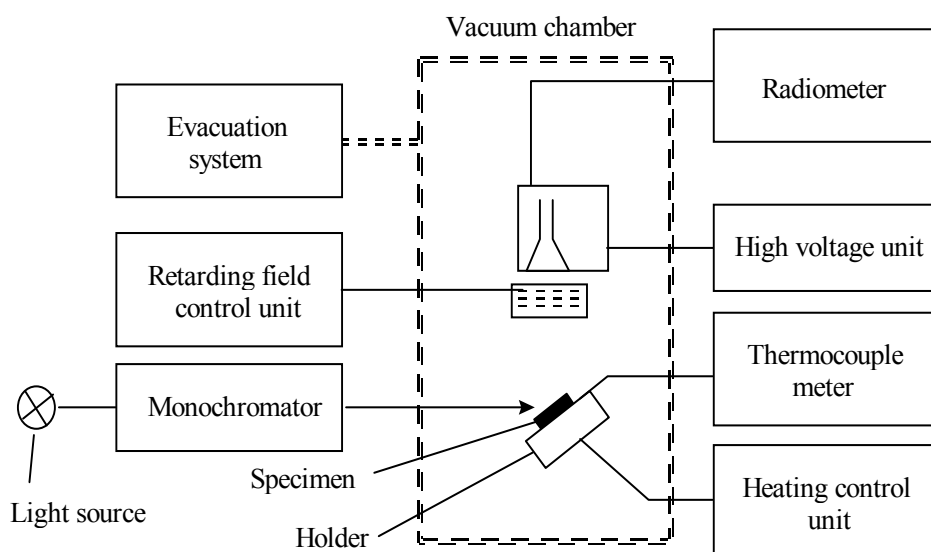 Vacuum chamber
Radiometer
Evacuation
system
High voltage unit
Retarding field
control unit
Thermocouple
meter
Monochromator
Specimen
Heating control
unit
Light source
Holder